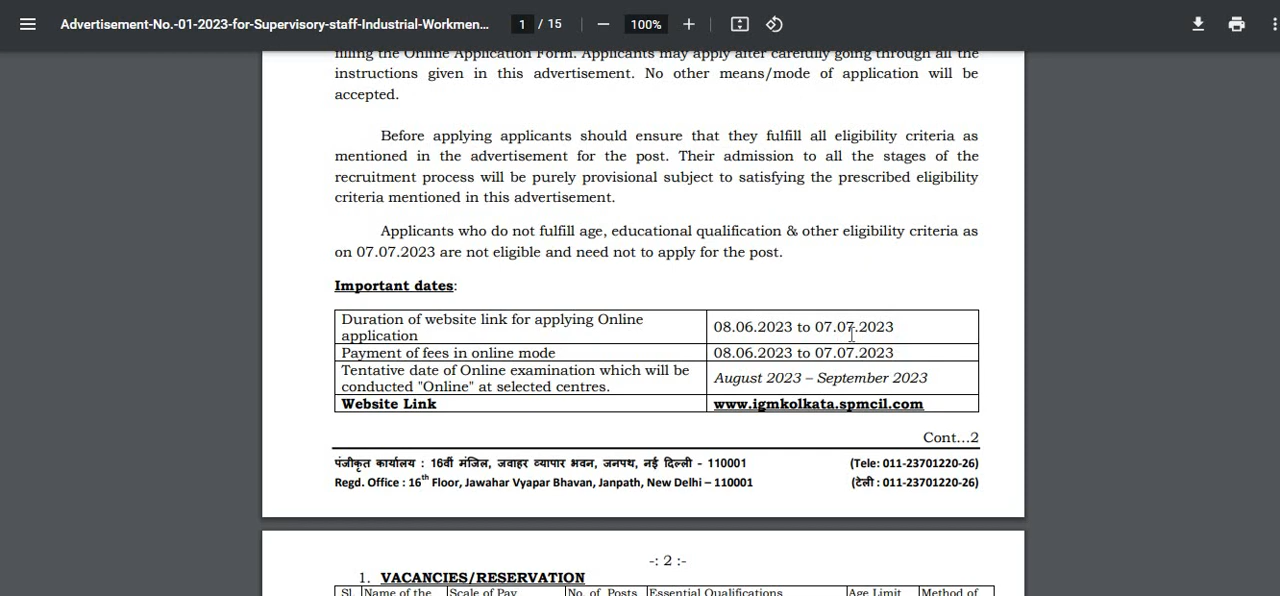 Advertisement-No.-01-2023-for-Supervisory-staff-Industrial-Workmen...
1 / 15
100%
filling the Online Application Form. Applicants may apply after carefully going through all the
instructions given in this advertisement. No other means/mode of application will be
accepted.
Before applying applicants should ensure that they fulfill all eligibility criteria as
mentioned in the advertisement for the post. Their admission to all the stages of the
recruitment process will be purely provisional subject to satisfying the prescribed eligibility
criteria mentioned in this advertisement.
Applicants who do not fulfill age, educational qualification & other eligibility criteria as
on 07.07.2023 are not eligible and need not to apply for the post.
Important dates:
Duration of website link for applying Online
application
08.06.2023 to 07.07.2023
Payment of fees in online mode
08.06.2023 to 07.07.2023
Tentative date of Online examination which will be
conducted "Online" at selected centres.
August 2023 – September 2023
Website Link
www.igmkolkata.spmcil.com
Cont...2
पंजीकृत कार्यालय : 16वीं मंजिल, जवाहर व्यापार भवन, जनपथ, नई दिल्ली - 110001
(Tele: 011-23701220-26)
Regd. Office : 16th Floor, Jawahar Vyapar Bhavan, Janpath, New Delhi – 110001
(टेली : 011-23701220-26)
-: 2 :-
1. VACANCIES/RESERVATION
Sl. Name of the Scale of Pay No. of Posts Essential Qualifications Age Limit Method of